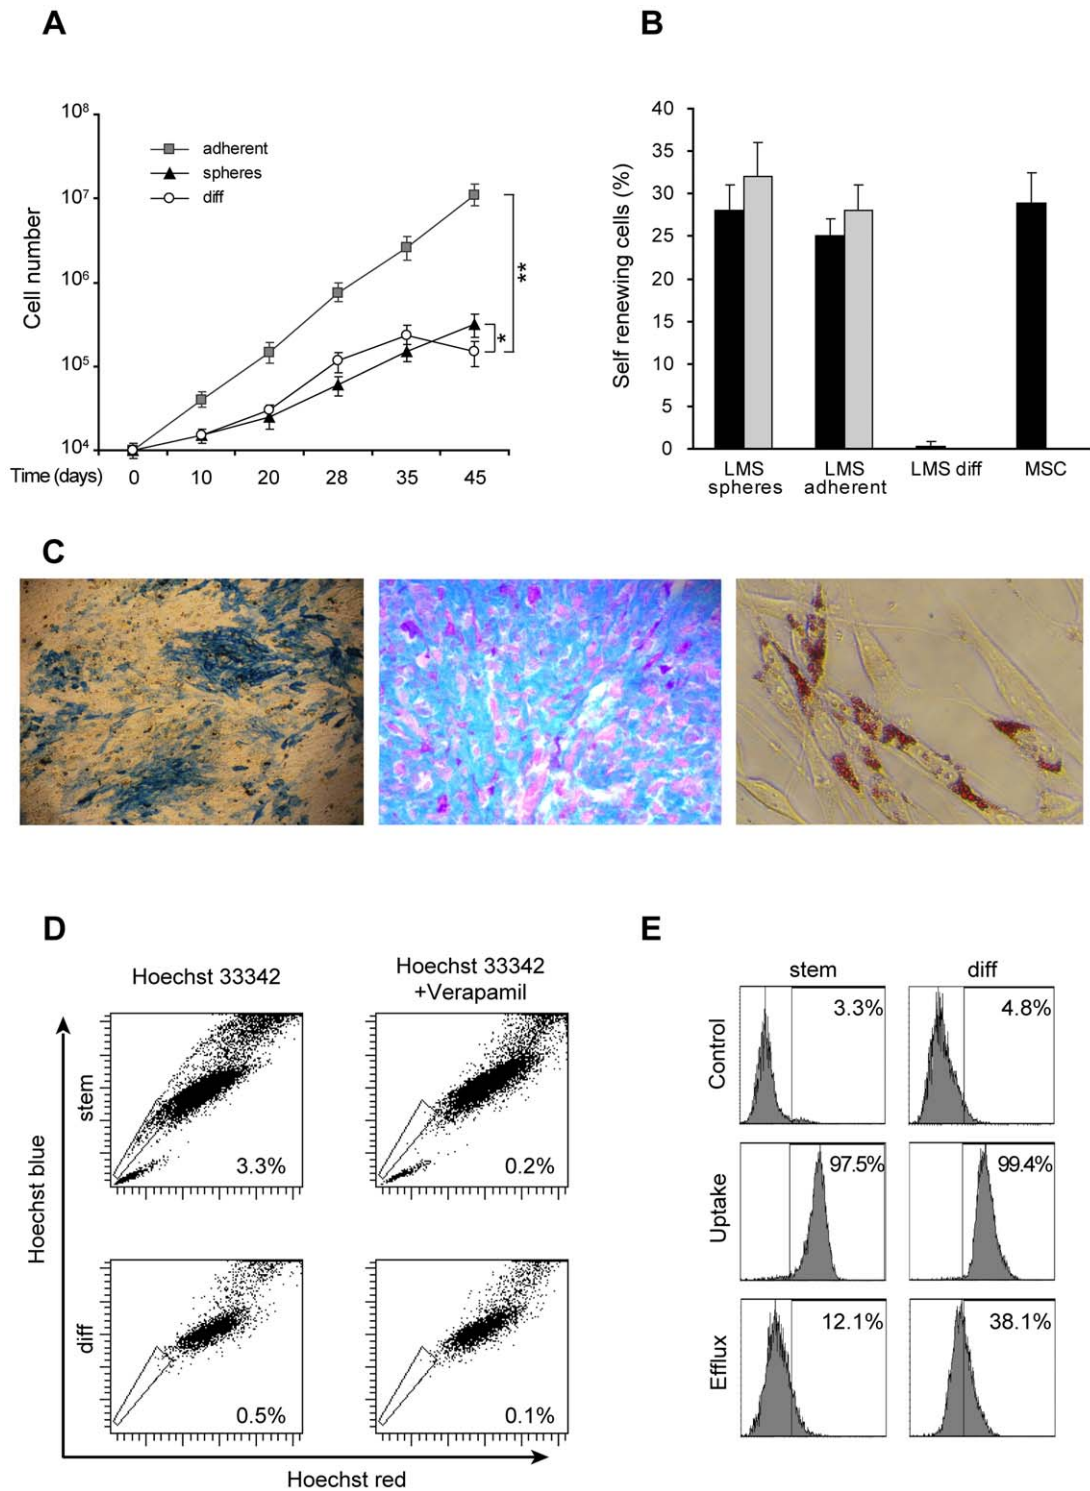 A
10⁸
10⁷
10⁶
10⁵
10⁴
Cell number
adherent
spheres
diff
**
*
Time (days) 0 10 20 28 35 45
B
40
35
30
25
20
15
10
5
0
Self renewing cells (%)
LMS spheres
LMS adherent
LMS diff
MSC
C
D
Hoechst 33342
Hoechst 33342
+Verapamil
Hoechst blue
stem
3.3%
0.2%
diff
0.5%
0.1%
Hoechst red
E
stem diff
Control
3.3%
4.8%
Uptake
97.5%
99.4%
Efflux
12.1%
38.1%